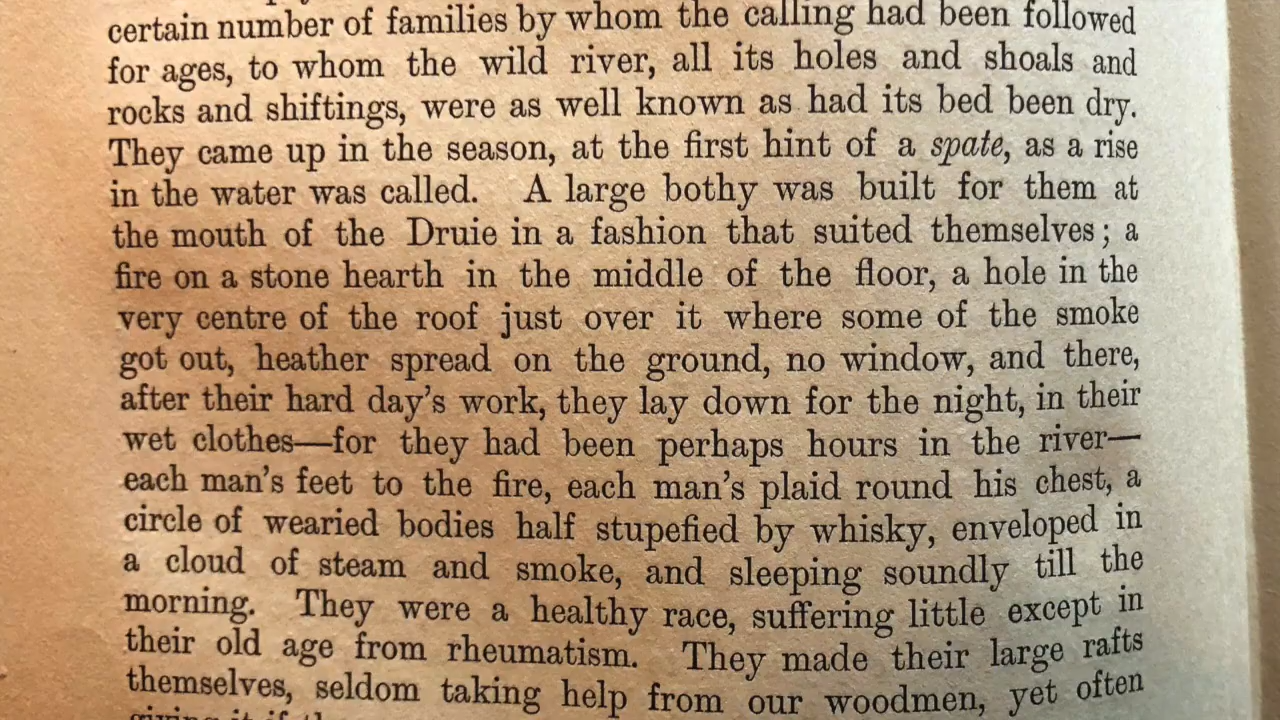 certain number of families by whom the calling had been followed
for ages, to whom the wild river, all its holes and shoals and
rocks and shiftings, were as well known as had its bed been dry.
They came up in the season, at the first hint of a spate, as a rise
in the water was called. A large bothy was built for them at
the mouth of the Druie in a fashion that suited themselves; a
fire on a stone hearth in the middle of the floor, a hole in the
very centre of the roof just over it where some of the smoke
got out, heather spread on the ground, no window, and there,
after their hard day's work, they lay down for the night, in their
wet clothes—for they had been perhaps hours in the river—
each man's feet to the fire, each man's plaid round his chest, a
circle of wearied bodies half stupefied by whisky, enveloped in
a cloud of steam and smoke, and sleeping soundly till the
morning. They were a healthy race, suffering little except in
their old age from rheumatism. They made their large rafts
themselves, seldom taking help from our woodmen, yet often